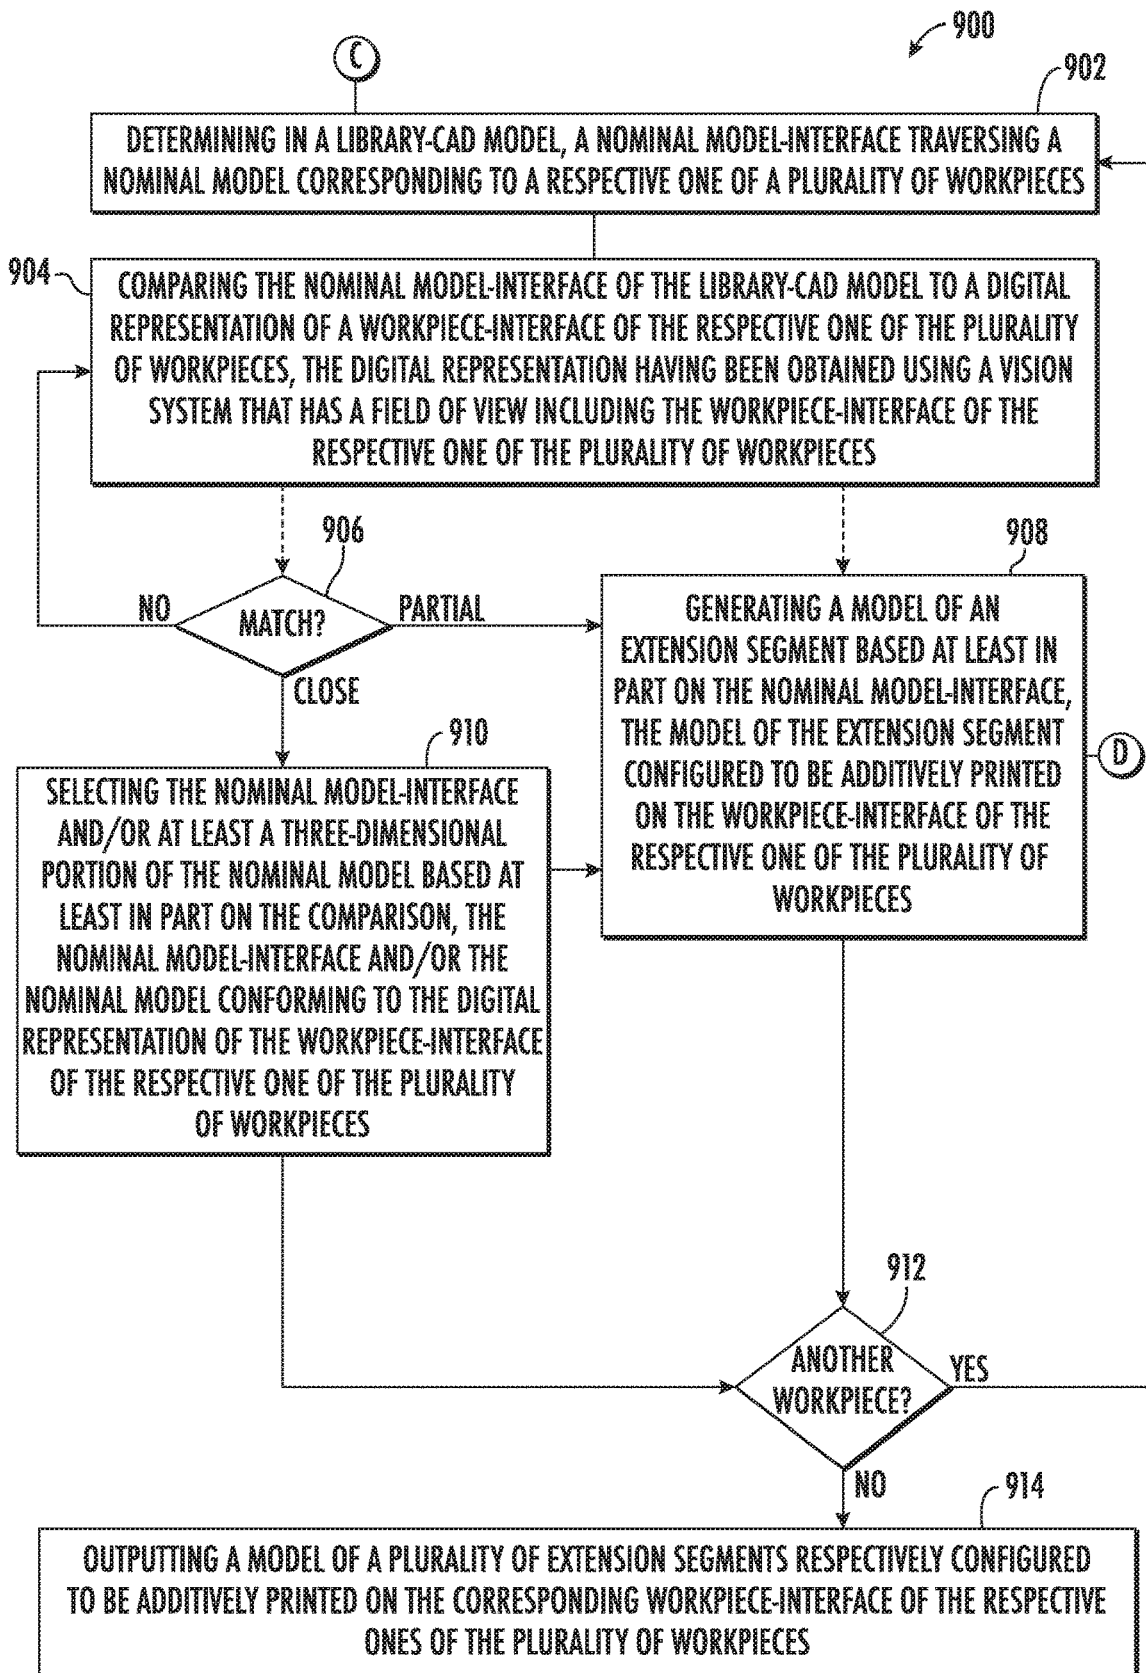 900
C
902
DETERMINING IN A LIBRARY-CAD MODEL, A NOMINAL MODEL-INTERFACE TRAVERSING A
NOMINAL MODEL CORRESPONDING TO A RESPECTIVE ONE OF A PLURALITY OF WORKPIECES
904
COMPARING THE NOMINAL MODEL-INTERFACE OF THE LIBRARY-CAD MODEL TO A DIGITAL
REPRESENTATION OF A WORKPIECE-INTERFACE OF THE RESPECTIVE ONE OF THE PLURALITY
OF WORKPIECES, THE DIGITAL REPRESENTATION HAVING BEEN OBTAINED USING A VISION
SYSTEM THAT HAS A FIELD OF VIEW INCLUDING THE WORKPIECE-INTERFACE OF THE
RESPECTIVE ONE OF THE PLURALITY OF WORKPIECES
906
NO
MATCH?
PARTIAL
CLOSE
908
GENERATING A MODEL OF AN
EXTENSION SEGMENT BASED AT LEAST IN
PART ON THE NOMINAL MODEL-INTERFACE,
THE MODEL OF THE EXTENSION SEGMENT
CONFIGURED TO BE ADDITIVELY PRINTED
ON THE WORKPIECE-INTERFACE OF THE
RESPECTIVE ONE OF THE PLURALITY OF
WORKPIECES
D
910
SELECTING THE NOMINAL MODEL-INTERFACE
AND/OR AT LEAST A THREE-DIMENSIONAL
PORTION OF THE NOMINAL MODEL BASED AT
LEAST IN PART ON THE COMPARISON, THE
NOMINAL MODEL-INTERFACE AND/OR THE
NOMINAL MODEL CONFORMING TO THE DIGITAL
REPRESENTATION OF THE WORKPIECE-INTERFACE
OF THE RESPECTIVE ONE OF THE PLURALITY
OF WORKPIECES
912
ANOTHER
WORKPIECE?
YES
NO
914
OUTPUTTING A MODEL OF A PLURALITY OF EXTENSION SEGMENTS RESPECTIVELY CONFIGURED
TO BE ADDITIVELY PRINTED ON THE CORRESPONDING WORKPIECE-INTERFACE OF THE RESPECTIVE
ONES OF THE PLURALITY OF WORKPIECES